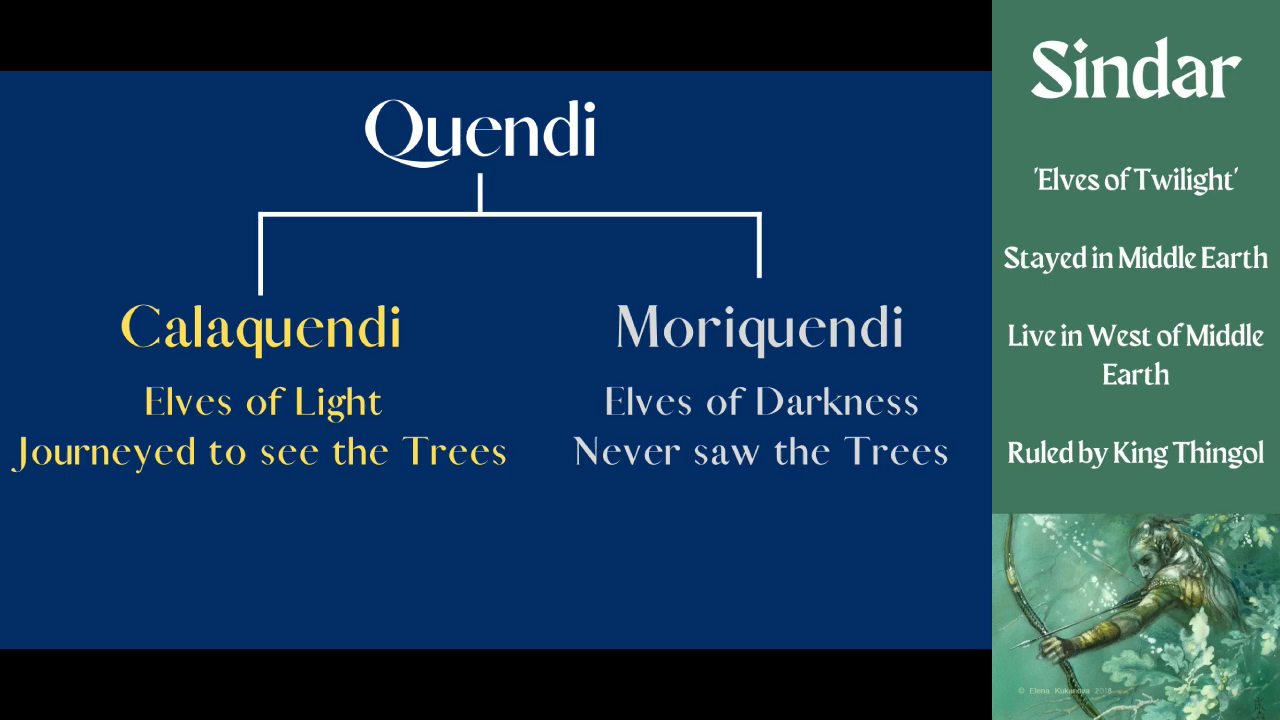 Quendi
Calaquendi
Elves of Light
Journeyed to see the Trees
Moriquendi
Elves of Darkness
Never saw the Trees
Sindar
'Elves of Twilight'
Stayed in Middle Earth
Live in West of Middle
Earth
Ruled by King Thingol
© Elena Kukanova 2018